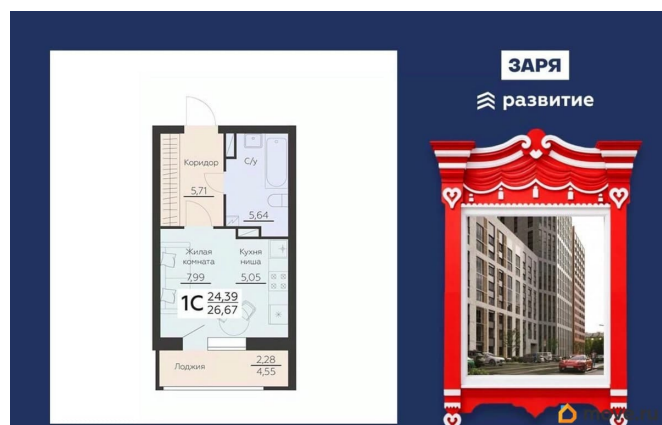 ЗАРЯ
развитие
Коридор
5,71
С/у
5,64
Жилая
комната
7,99
Кухня
ниша
5,05
1С
24,39
26,67
Лоджия
2,28
4,55